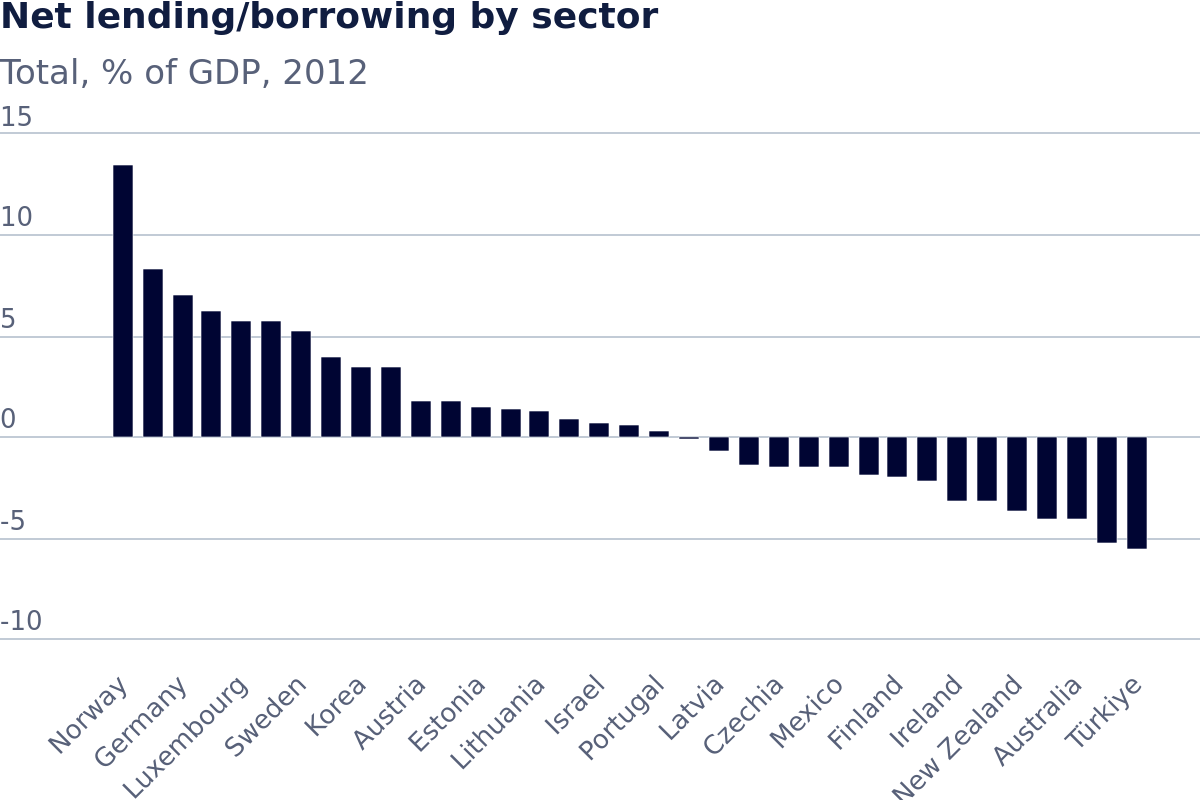 Net lending/borrowing by sector
Total, % of GDP, 2012
15
10
5
0
-5
-10
Norway
Germany
Luxembourg
Sweden
Korea
Austria
Estonia
Lithuania
Israel
Portugal
Latvia
Czechia
Mexico
Finland
Ireland
New Zealand
Australia
Türkiye